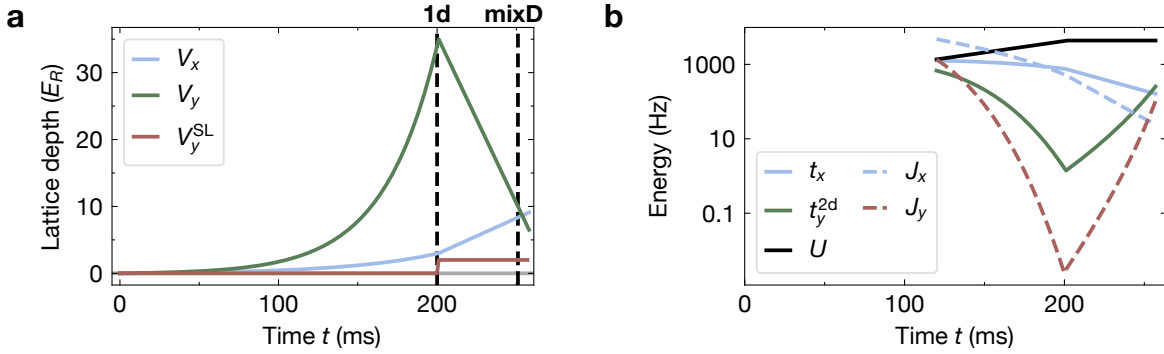 a
1d mixD
Lattice depth (E_R)
30
20
10
0
V_x
V_y
V_y^SL
0 100 200
Time t (ms)
b
Energy (Hz)
1000
10
0.1
t_x J_x
t_y^2d J_y
U
0 100 200
Time t (ms)